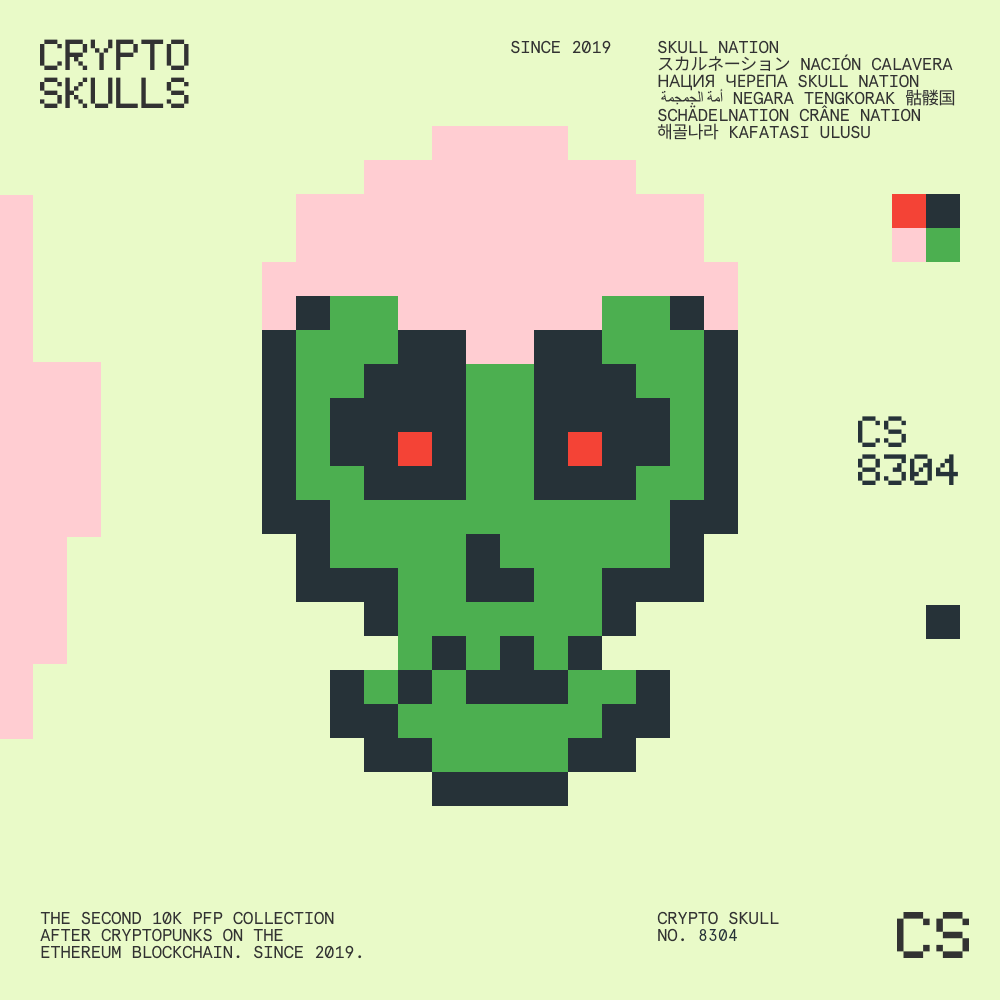 CRYPTO
SKULLS
SINCE 2019
SKULL NATION
スカルネーション NACIÓN CALAVERA
НАЦИЯ ЧЕРЕПА SKULL NATION
أمة الجمجمة NEGARA TENGKORAK 骷髅国
SCHÄDELNATION CRÂNE NATION
해골나라 KAFATASI ULUSU
CS
8304
THE SECOND 10K PFP COLLECTION
AFTER CRYPTOPUNKS ON THE
ETHEREUM BLOCKCHAIN. SINCE 2019.
CRYPTO SKULL
NO. 8304
CS